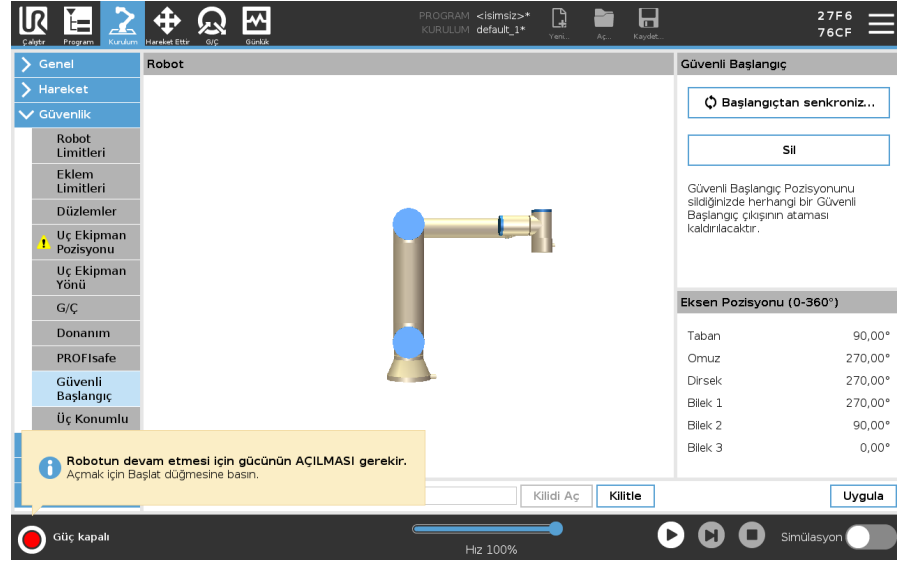 PROGRAM <isimsiz>*
KURULUM default_1*
27F6
76CF
Çalıştır Program Kurulum Hareket Ettir G/Ç Günlük Yeni... Aç... Kaydet...
Genel
Robot
Güvenli Başlangıç
Hareket
Başlangıçtan senkroniz...
Güvenlik
Robot
Limitleri
Sil
Eklem
Limitleri
Güvenli Başlangıç Pozisyonunu
sildiğinizde herhangi bir Güvenli
Başlangıç çıkışının ataması
kaldırılacaktır.
Düzlemler
Uç Ekipman
Pozisyonu
Uç Ekipman
Yönü
G/Ç
Eksen Pozisyonu (0-360°)
Donanım
Taban 90,00°
PROFIsafe
Omuz 270,00°
Güvenli
Başlangıç
Dirsek 270,00°
Bilek 1 270,00°
Üç Konumlu
Bilek 2 90,00°
Bilek 3 0,00°
Robotun devam etmesi için gücünün AÇILMASI gerekir.
Açmak için Başlat düğmesine basın.
Kilidi Aç Kilitle Uygula
Güç kapalı
Hız 100%
Simülasyon